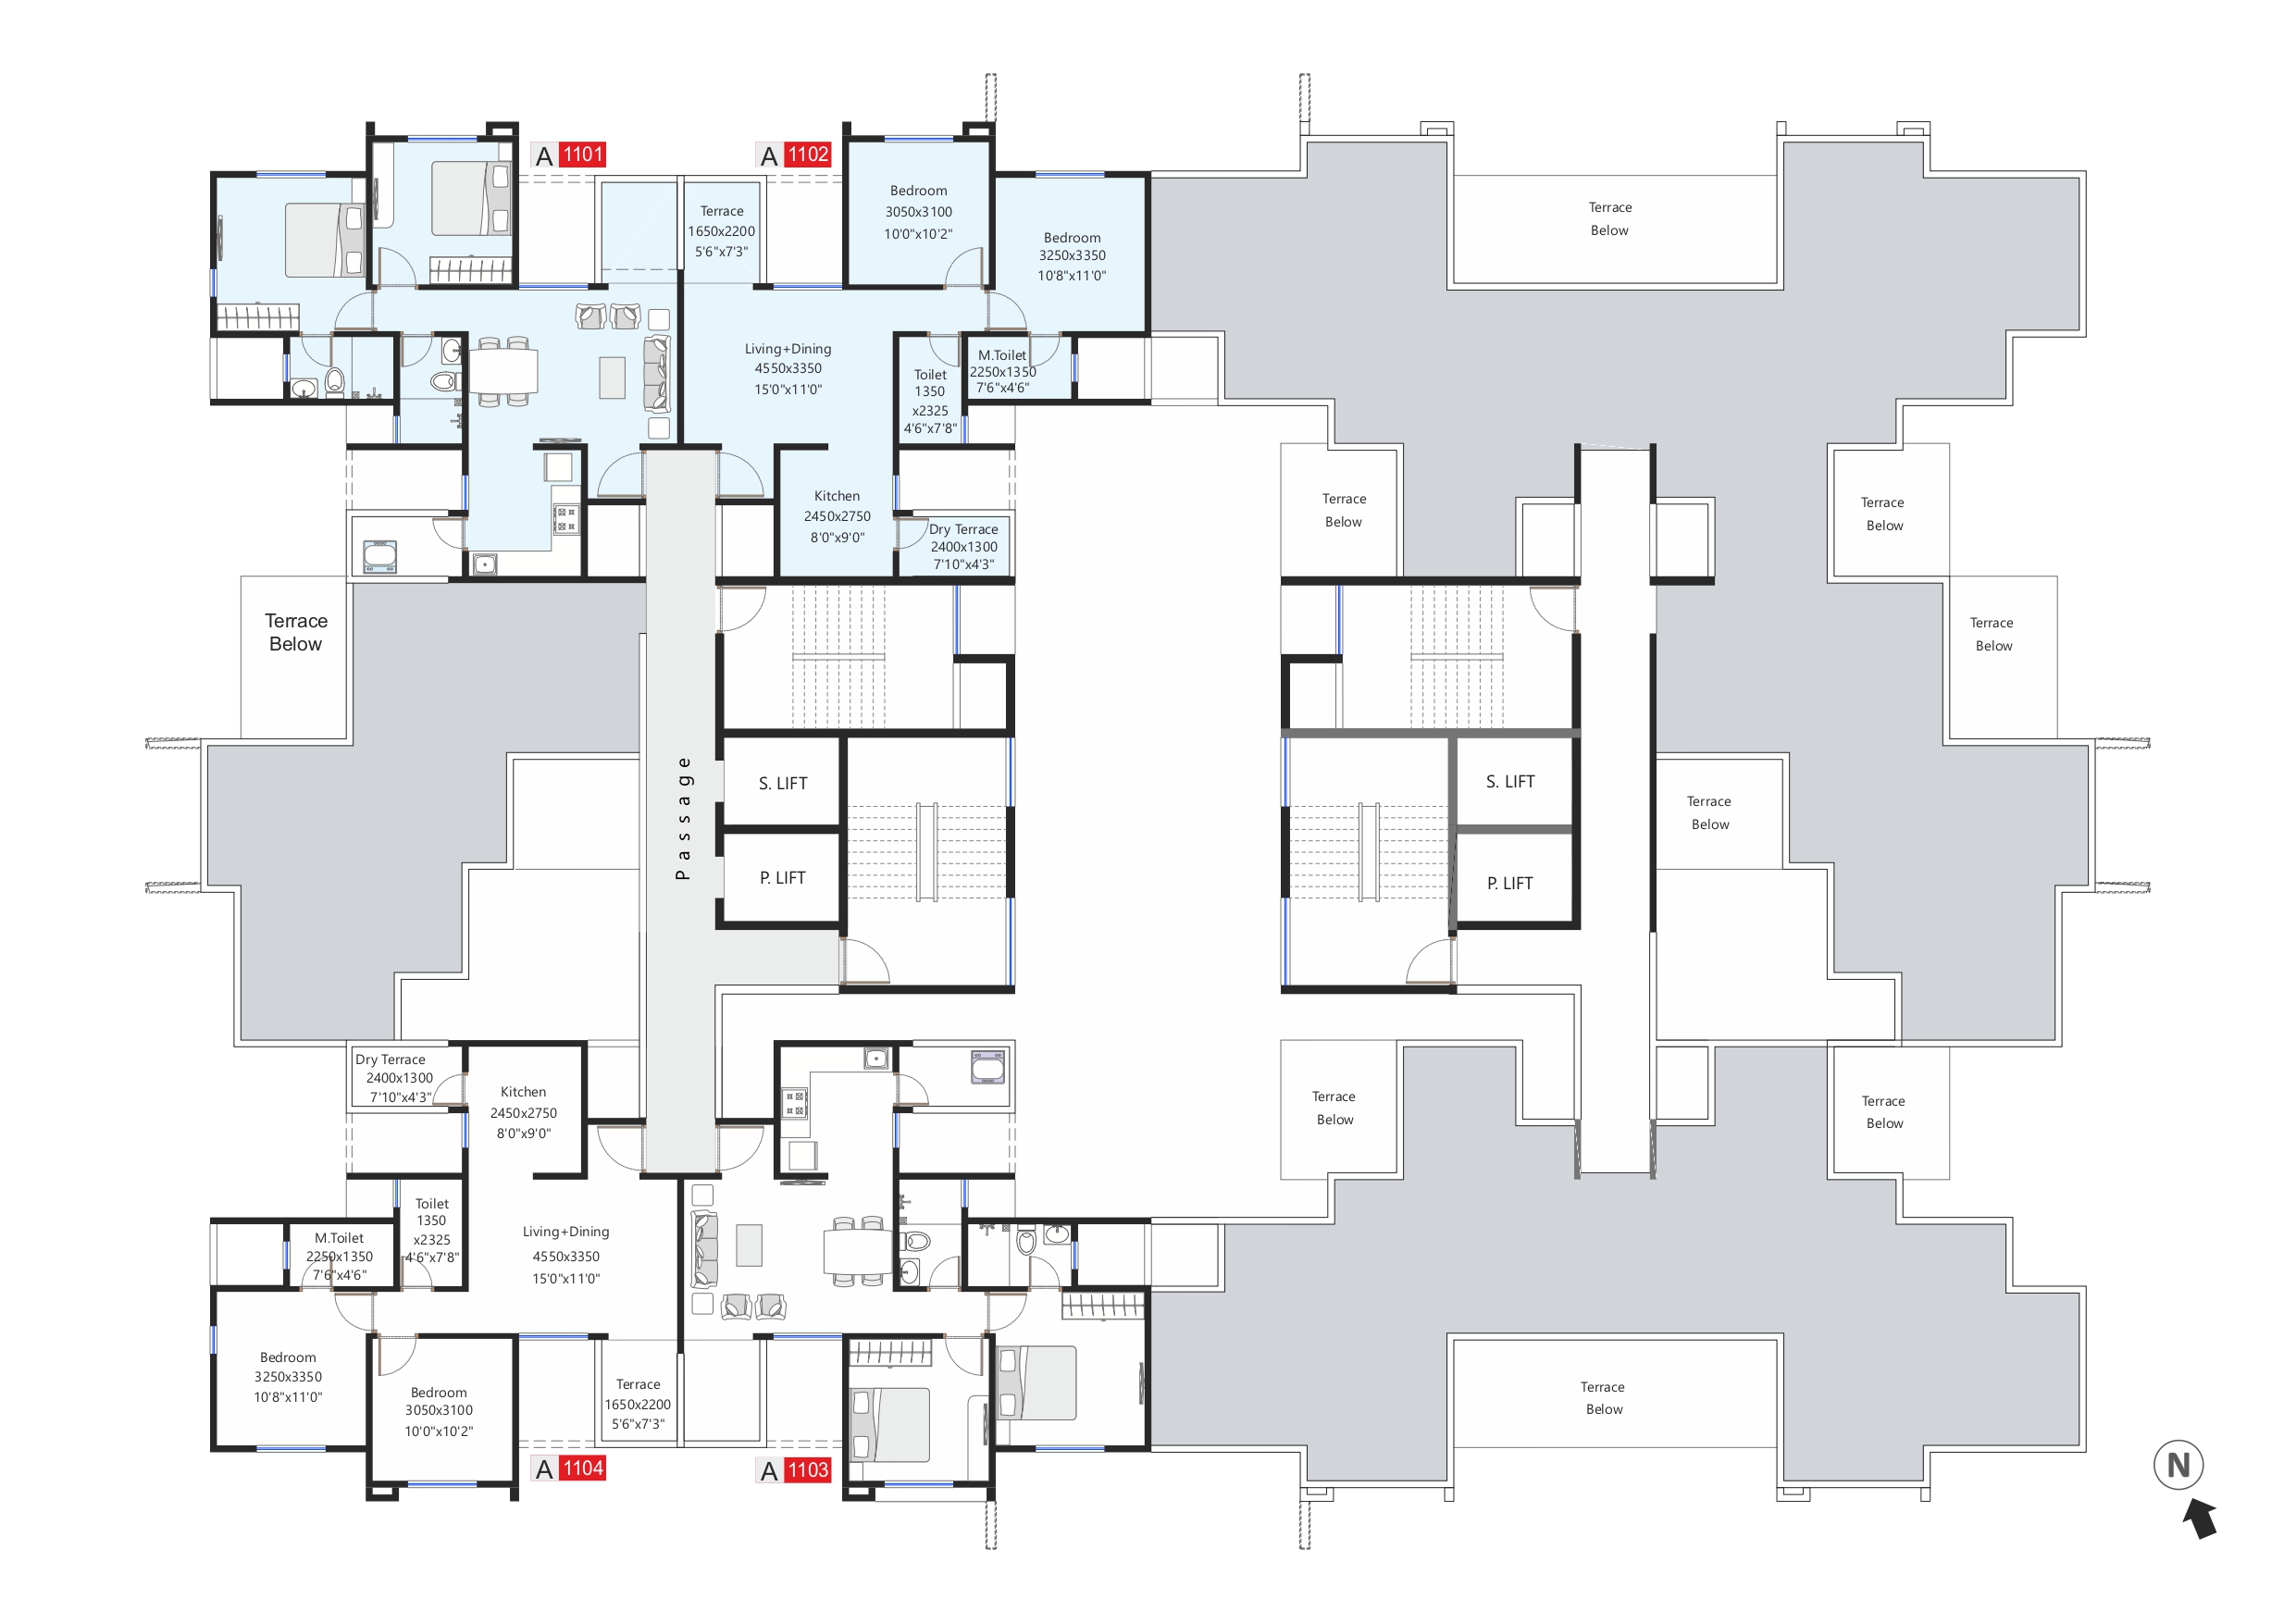 A 1101
A 1102
Bedroom
3050x3100
10'0"x10'2"
Terrace
1650x2200
5'6"x7'3"
Bedroom
3250x3350
10'8"x11'0"
Terrace
Below
Living+Dining
4550x3350
15'0"x11'0"
Toilet
1350
x2325
4'6"x7'8"
M.Toilet
2250x1350
7'6"x4'6"
Kitchen
2450x2750
8'0"x9'0"
Dry Terrace
2400x1300
7'10"x4'3"
Terrace
Below
Terrace
Below
Terrace
Below
Terrace
Below
Passage
S. LIFT
P. LIFT
S. LIFT
P. LIFT
Terrace
Below
Dry Terrace
2400x1300
7'10"x4'3"
Kitchen
2450x2750
8'0"x9'0"
Terrace
Below
Terrace
Below
Toilet
1350
x2325
4'6"x7'8"
M.Toilet
2250x1350
7'6"x4'6"
Living+Dining
4550x3350
15'0"x11'0"
Bedroom
3250x3350
10'8"x11'0"
Bedroom
3050x3100
10'0"x10'2"
Terrace
1650x2200
5'6"x7'3"
Terrace
Below
A 1104
A 1103
N